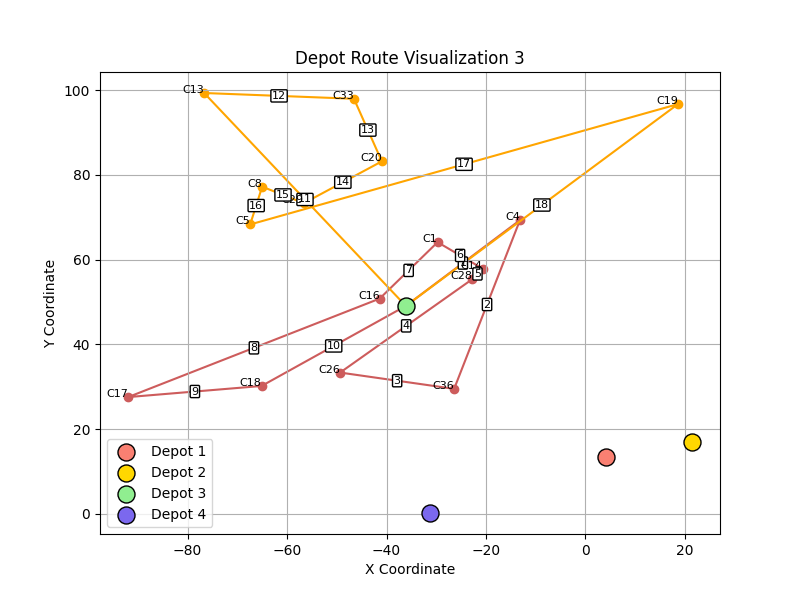 Depot Route Visualization 3
Y Coordinate
100
80
60
40
20
0
C13
12
C33
13
C20
14
C8
15
11
16
C5
17
C19
18
C4
C1
6
7
5
C28
C16
2
4
8
10
C26
3
C36
C17
9
C18
Depot 1
Depot 2
Depot 3
Depot 4
−80
−60
−40
−20
0
20
X Coordinate